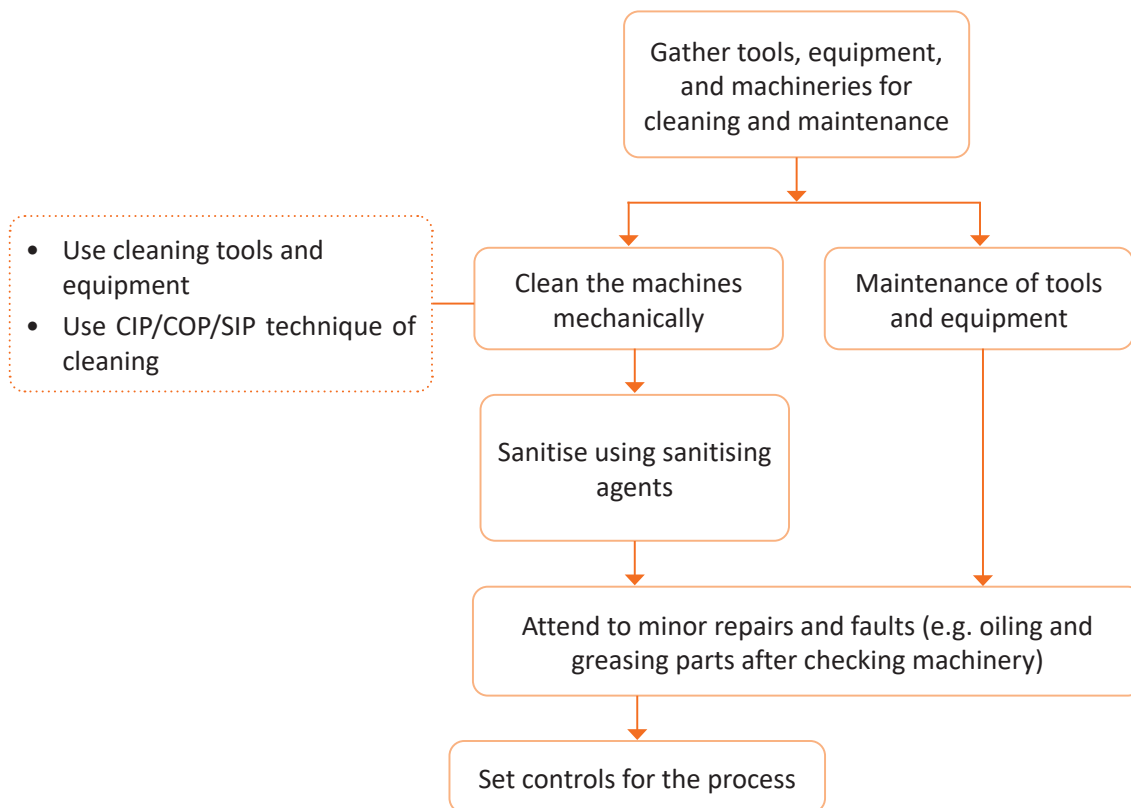 Gather tools, equipment,
and machineries for
cleaning and maintenance
• Use cleaning tools and
equipment
• Use CIP/COP/SIP technique of
cleaning
Clean the machines
mechanically
Maintenance of tools
and equipment
Sanitise using sanitising
agents
Attend to minor repairs and faults (e.g. oiling and
greasing parts after checking machinery)
Set controls for the process